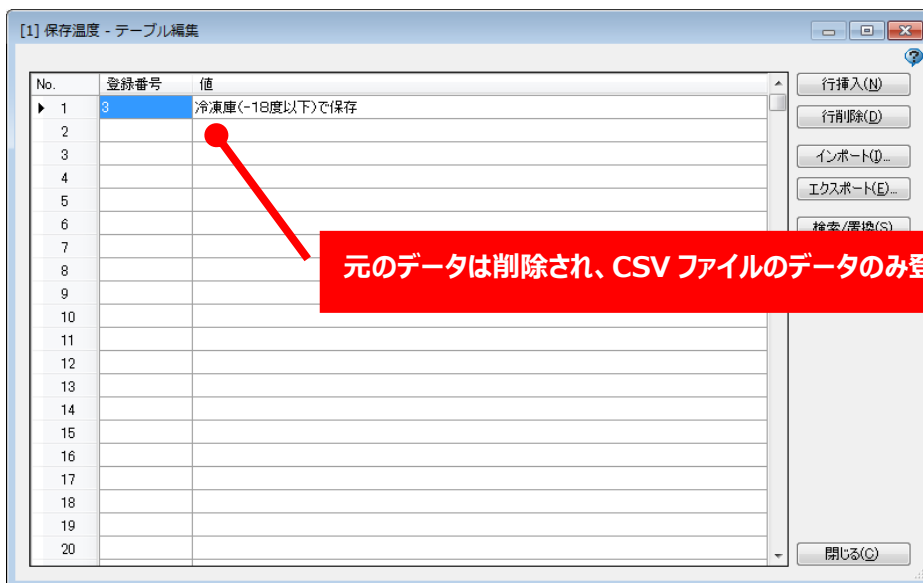 [1] 保存温度 - テーブル編集
No. 登録番号 値
1 3 冷凍庫(-18度以下)で保存
2
3
4
5
6
7
8
9
10
11
12
13
14
15
16
17
18
19
20
行挿入(N)
行削除(D)
インポート(I)...
エクスポート(E)...
検索/置換(S)
元のデータは削除され、CSV ファイルのデータのみ登
閉じる(C)